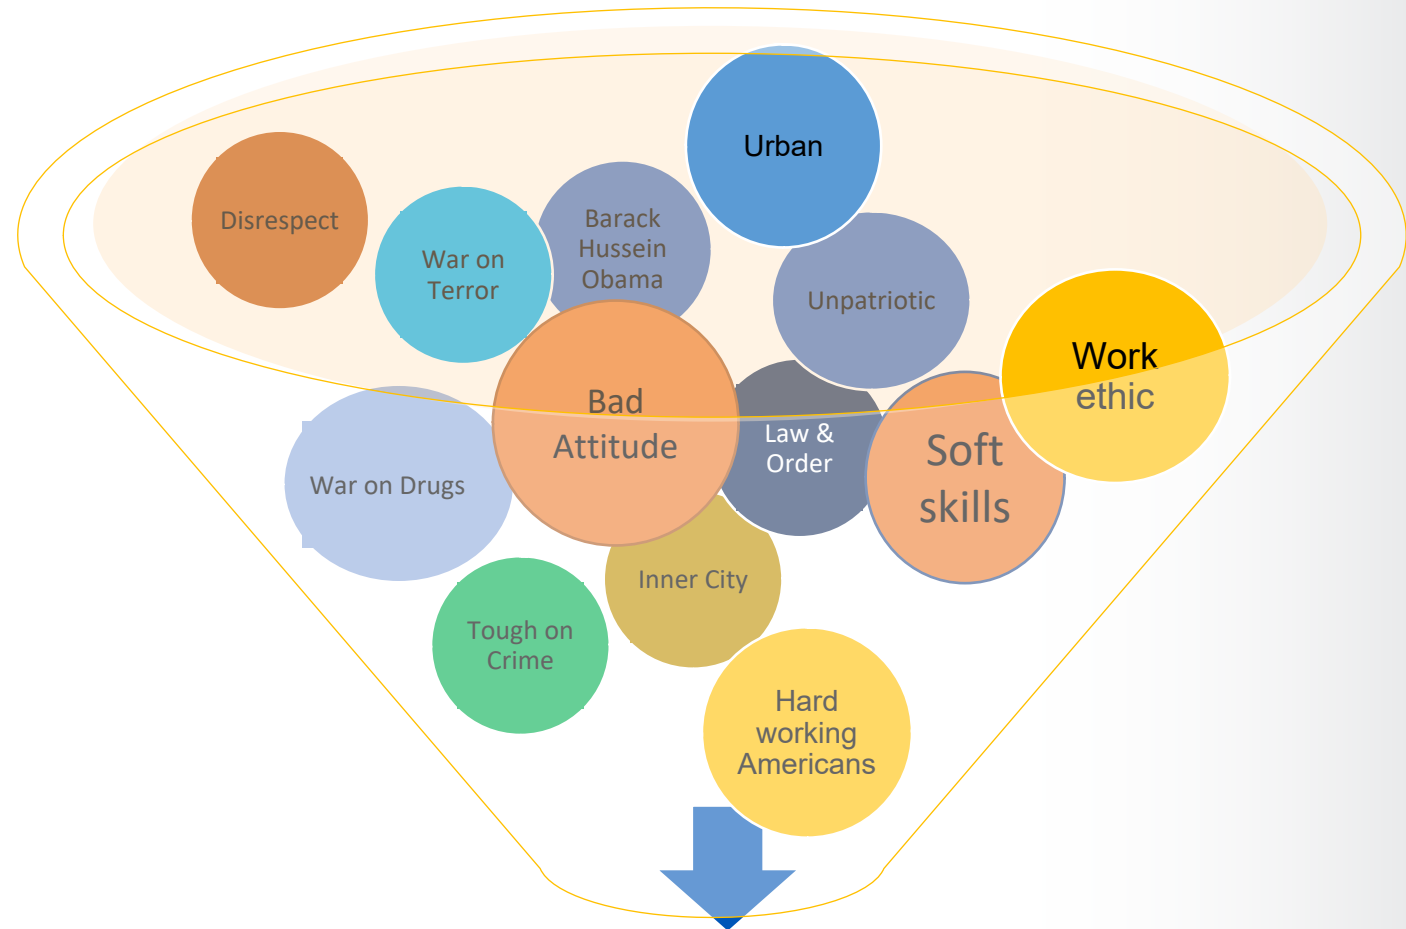 Urban
Disrespect
War on
Terror
Barack
Hussein
Obama
Unpatriotic
Work
ethic
Bad
Attitude
Law &
Order
Soft
skills
War on Drugs
Inner City
Tough on
Crime
Hard
working
Americans